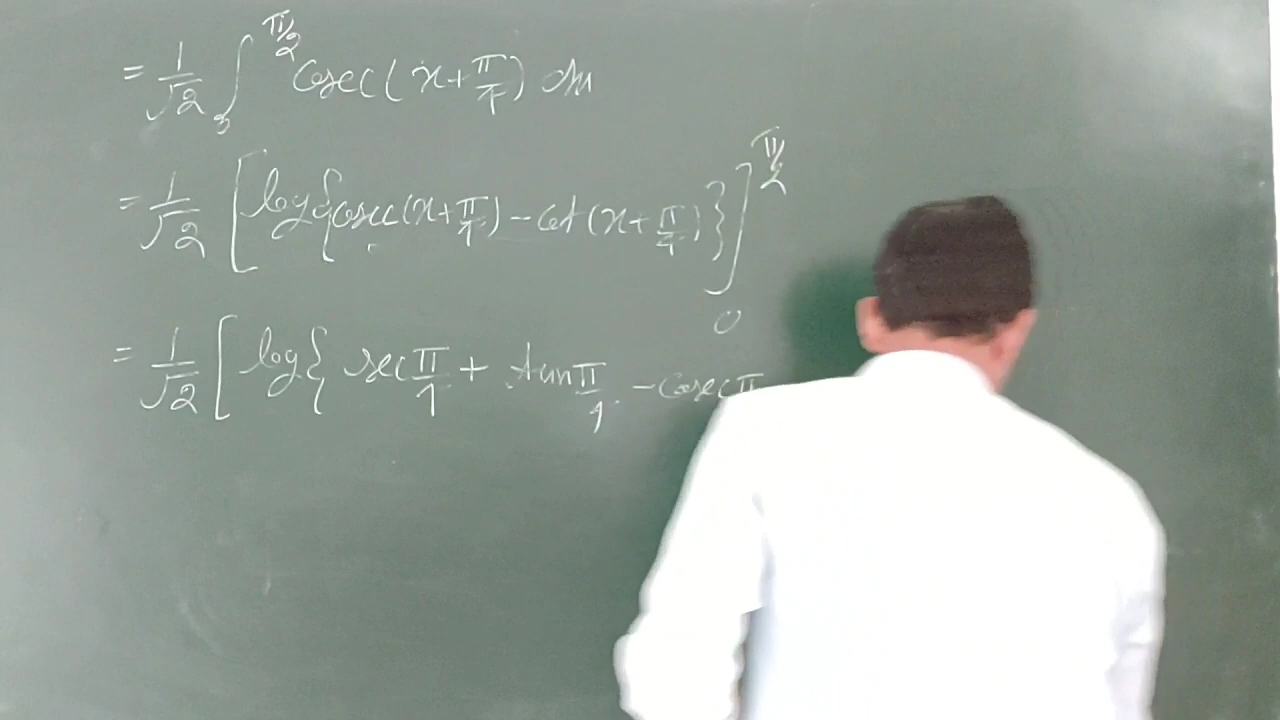 = 1/√2 ∫₀^{π/2} cosec(x+π/4) dx
= 1/√2 [log{cosec(x+π/4) - cot(x+π/4)}]₀^{π/2}
= 1/√2 [log{ sec π/4 + tan π/4 - cosec π